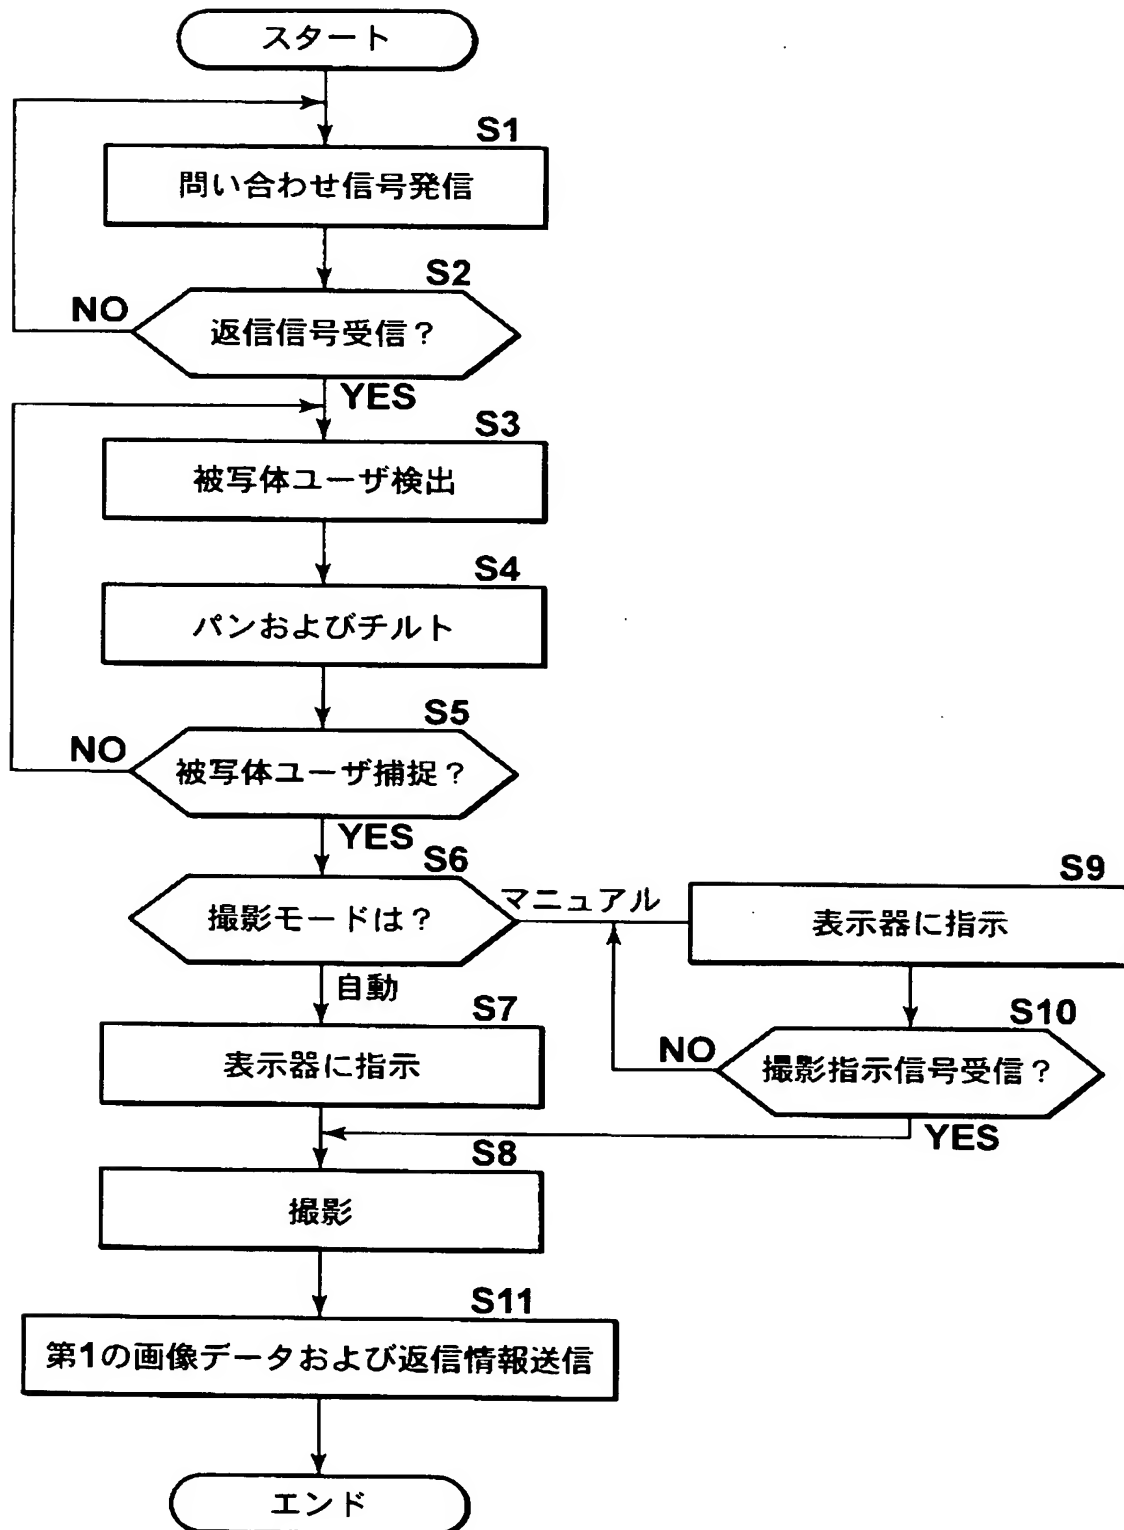 スタート
S1
問い合わせ信号発信
S2
NO
返信信号受信？
YES
S3
被写体ユーザ検出
S4
パンおよびチルト
S5
NO
被写体ユーザ捕捉？
YES
S6
撮影モードは？
マニュアル
S9
表示器に指示
自動
S7
表示器に指示
S10
NO
撮影指示信号受信？
YES
S8
撮影
S11
第1の画像データおよび返信情報送信
エンド